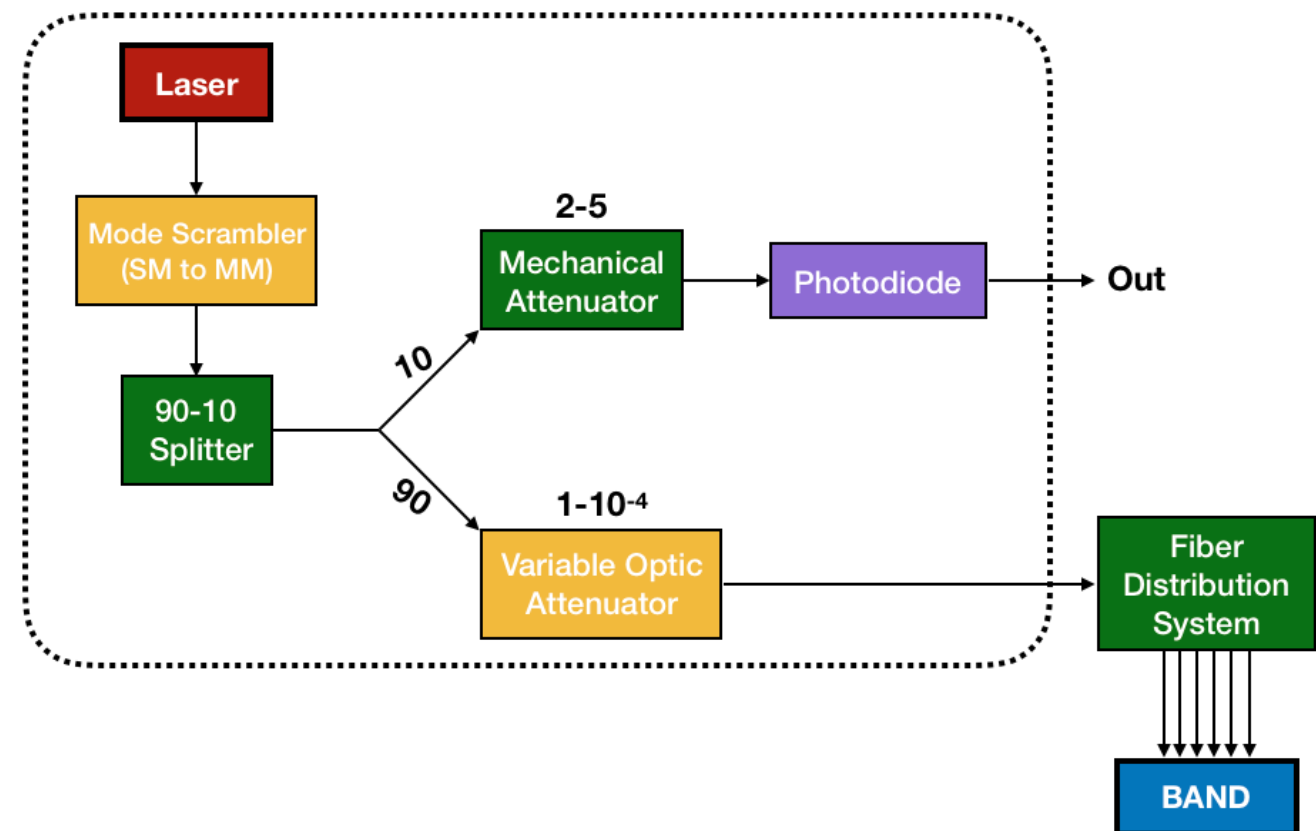 Laser
Mode Scrambler
(SM to MM)
90-10
Splitter
10
90
2-5
Mechanical
Attenuator
Photodiode
Out
1-10⁻⁴
Variable Optic
Attenuator
Fiber
Distribution
System
BAND